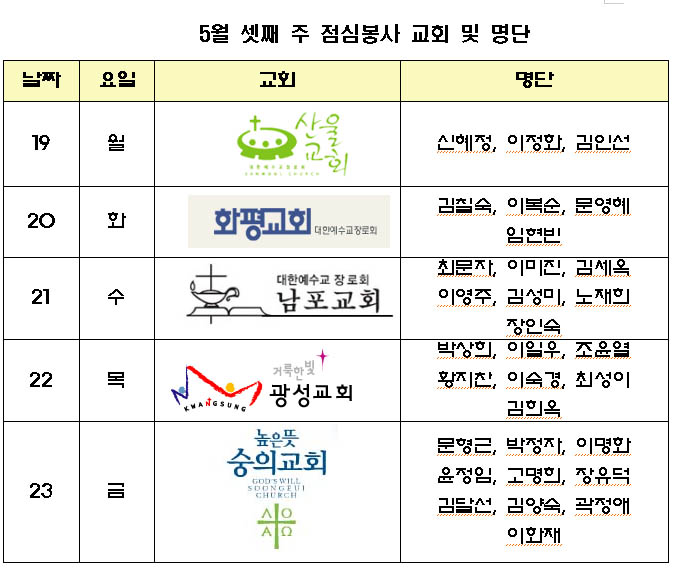 5월 셋째 주 점심봉사 교회 및 명단
날짜 요일 교회 명단
19 월 산울교회 신혜정, 이정화, 김인선
20 화 화평교회 대한예수교장로회 김칠숙, 이복순, 문영혜
임현빈
21 수 대한예수교 장로회 최문자, 이미진, 김세옥
남포교회 이영주, 김성미, 노재희
장인숙
22 목 거룩한빛 박상희, 이일우, 조윤열
광성교회 황지찬, 이숙경, 최성이
KWANGSUNG 김희옥
23 금 높은뜻
숭의교회
GOD'S WILL
SOONGEUI
CHURCH
Α Ο
Α Ω
문형근, 박정자, 이명화
윤정임, 고명희, 장유덕
김달선, 김양숙, 곽정애
이화재